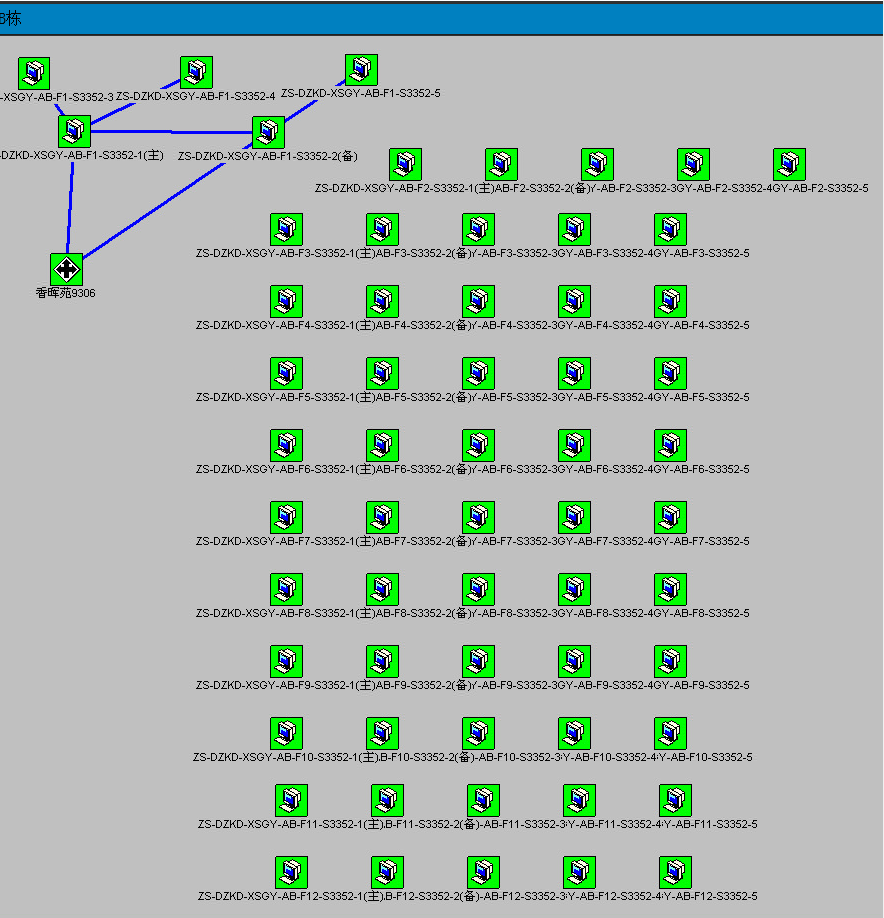 B栋
-XSGY-AB-F1-S3352-3 ZS-DZKD-XSGY-AB-F1-S3352-4 ZS-DZKD-XSGY-AB-F1-S3352-5
-DZKD-XSGY-AB-F1-S3352-1(主) ZS-DZKD-XSGY-AB-F1-S3352-2(备)
ZS-DZKD-XSGY-AB-F2-S3352-1(主)AB-F2-S3352-2(备)Y-AB-F2-S3352-3GY-AB-F2-S3352-4GY-AB-F2-S3352-5
ZS-DZKD-XSGY-AB-F3-S3352-1(主)AB-F3-S3352-2(备)Y-AB-F3-S3352-3GY-AB-F3-S3352-4GY-AB-F3-S3352-5
香晖苑9306
ZS-DZKD-XSGY-AB-F4-S3352-1(主)AB-F4-S3352-2(备)Y-AB-F4-S3352-3GY-AB-F4-S3352-4GY-AB-F4-S3352-5
ZS-DZKD-XSGY-AB-F5-S3352-1(主)AB-F5-S3352-2(备)Y-AB-F5-S3352-3GY-AB-F5-S3352-4GY-AB-F5-S3352-5
ZS-DZKD-XSGY-AB-F6-S3352-1(主)AB-F6-S3352-2(备)Y-AB-F6-S3352-3GY-AB-F6-S3352-4GY-AB-F6-S3352-5
ZS-DZKD-XSGY-AB-F7-S3352-1(主)AB-F7-S3352-2(备)Y-AB-F7-S3352-3GY-AB-F7-S3352-4GY-AB-F7-S3352-5
ZS-DZKD-XSGY-AB-F8-S3352-1(主)AB-F8-S3352-2(备)Y-AB-F8-S3352-3GY-AB-F8-S3352-4GY-AB-F8-S3352-5
ZS-DZKD-XSGY-AB-F9-S3352-1(主)AB-F9-S3352-2(备)Y-AB-F9-S3352-3GY-AB-F9-S3352-4GY-AB-F9-S3352-5
ZS-DZKD-XSGY-AB-F10-S3352-1(主)B-F10-S3352-2(备)-AB-F10-S3352-3Y-AB-F10-S3352-4Y-AB-F10-S3352-5
ZS-DZKD-XSGY-AB-F11-S3352-1(主)B-F11-S3352-2(备)-AB-F11-S3352-3Y-AB-F11-S3352-4Y-AB-F11-S3352-5
ZS-DZKD-XSGY-AB-F12-S3352-1(主)B-F12-S3352-2(备)-AB-F12-S3352-3Y-AB-F12-S3352-4Y-AB-F12-S3352-5